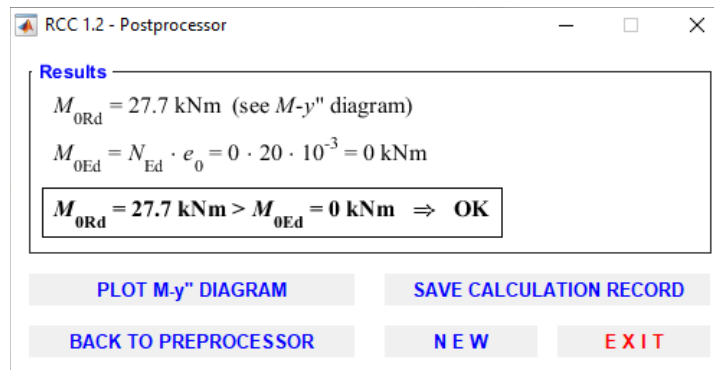 RCC 1.2 - Postprocessor
Results
M0Rd = 27.7 kNm (see M-y" diagram)
M0Ed = NEd · e0 = 0 · 20 · 10-3 = 0 kNm
M0Rd = 27.7 kNm > M0Ed = 0 kNm ⇒ OK
PLOT M-y" DIAGRAM
SAVE CALCULATION RECORD
BACK TO PREPROCESSOR
N E W
E X I T